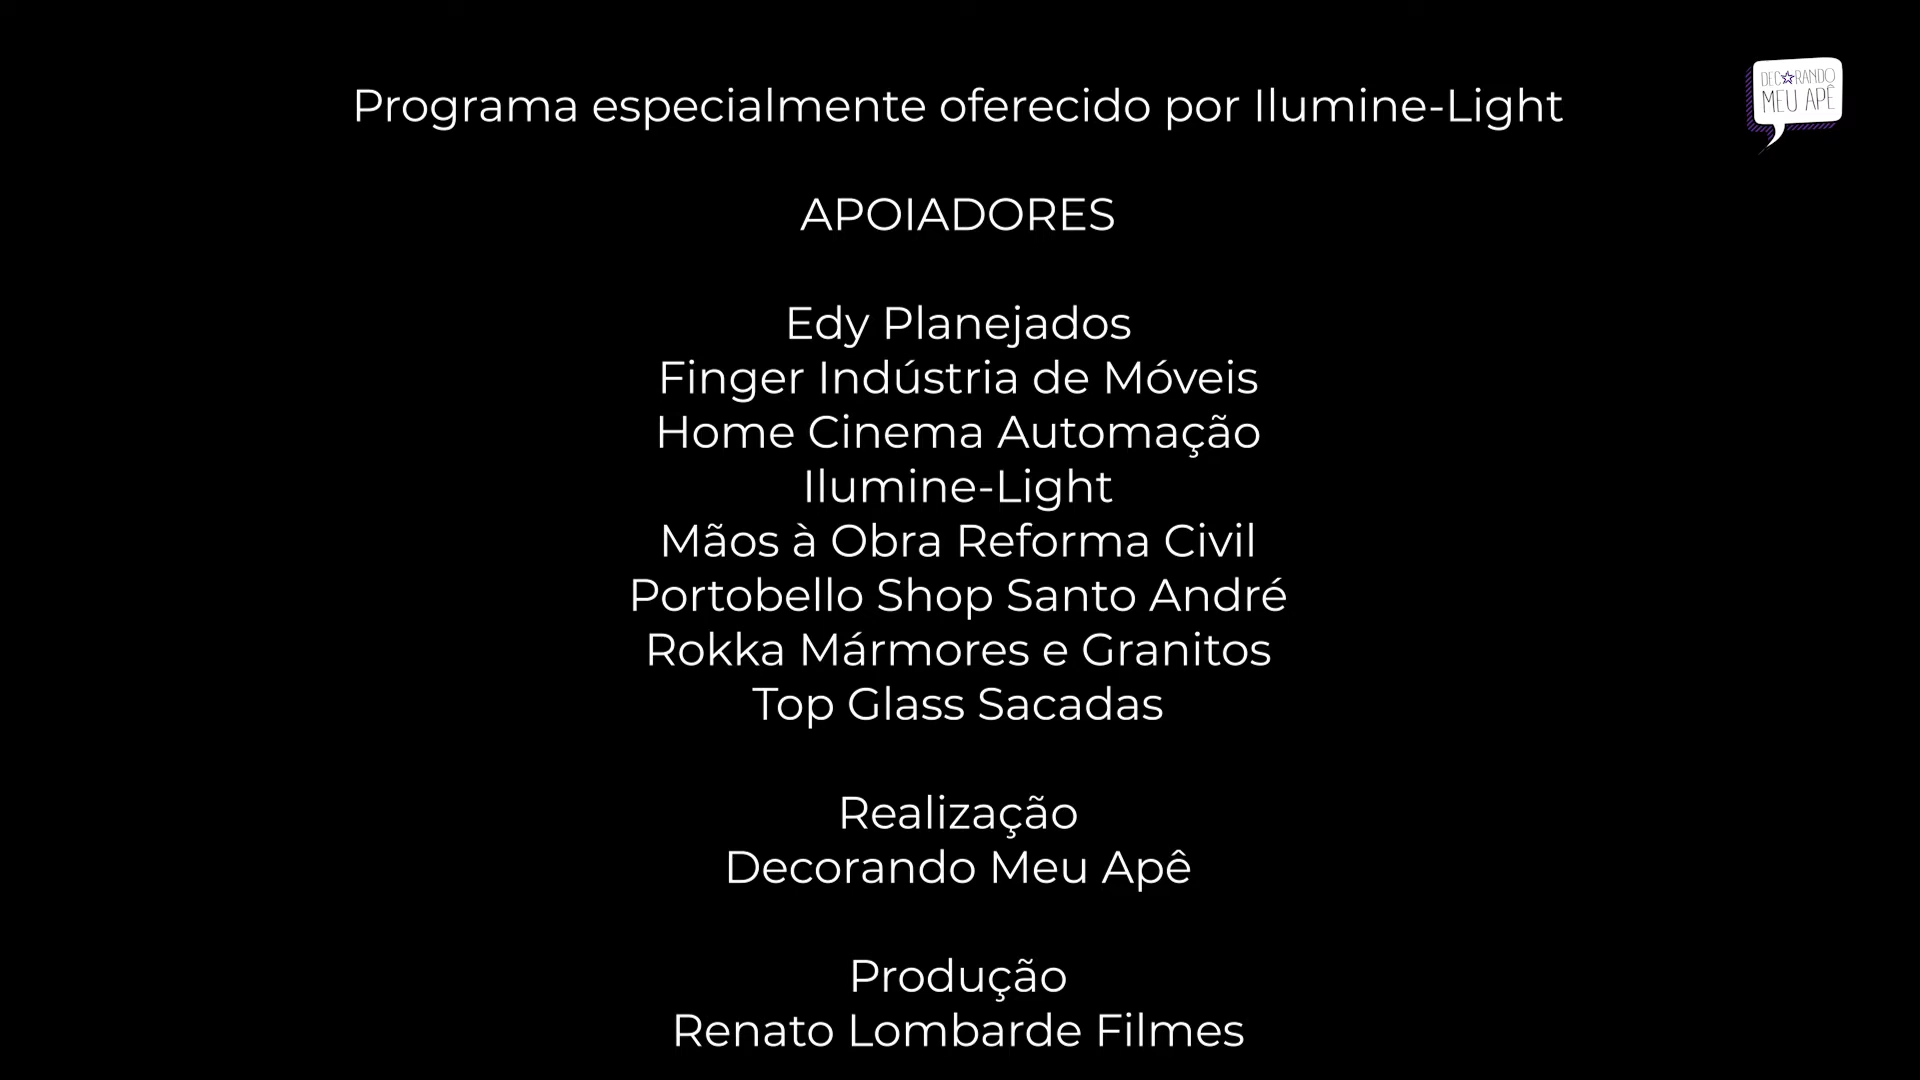 Programa especialmente oferecido por Ilumine-Light
DEC☆RANDO
MEU APÊ
APOIADORES
Edy Planejados
Finger Indústria de Móveis
Home Cinema Automação
Ilumine-Light
Mãos à Obra Reforma Civil
Portobello Shop Santo André
Rokka Mármores e Granitos
Top Glass Sacadas
Realização
Decorando Meu Apê
Produção
Renato Lombarde Filmes